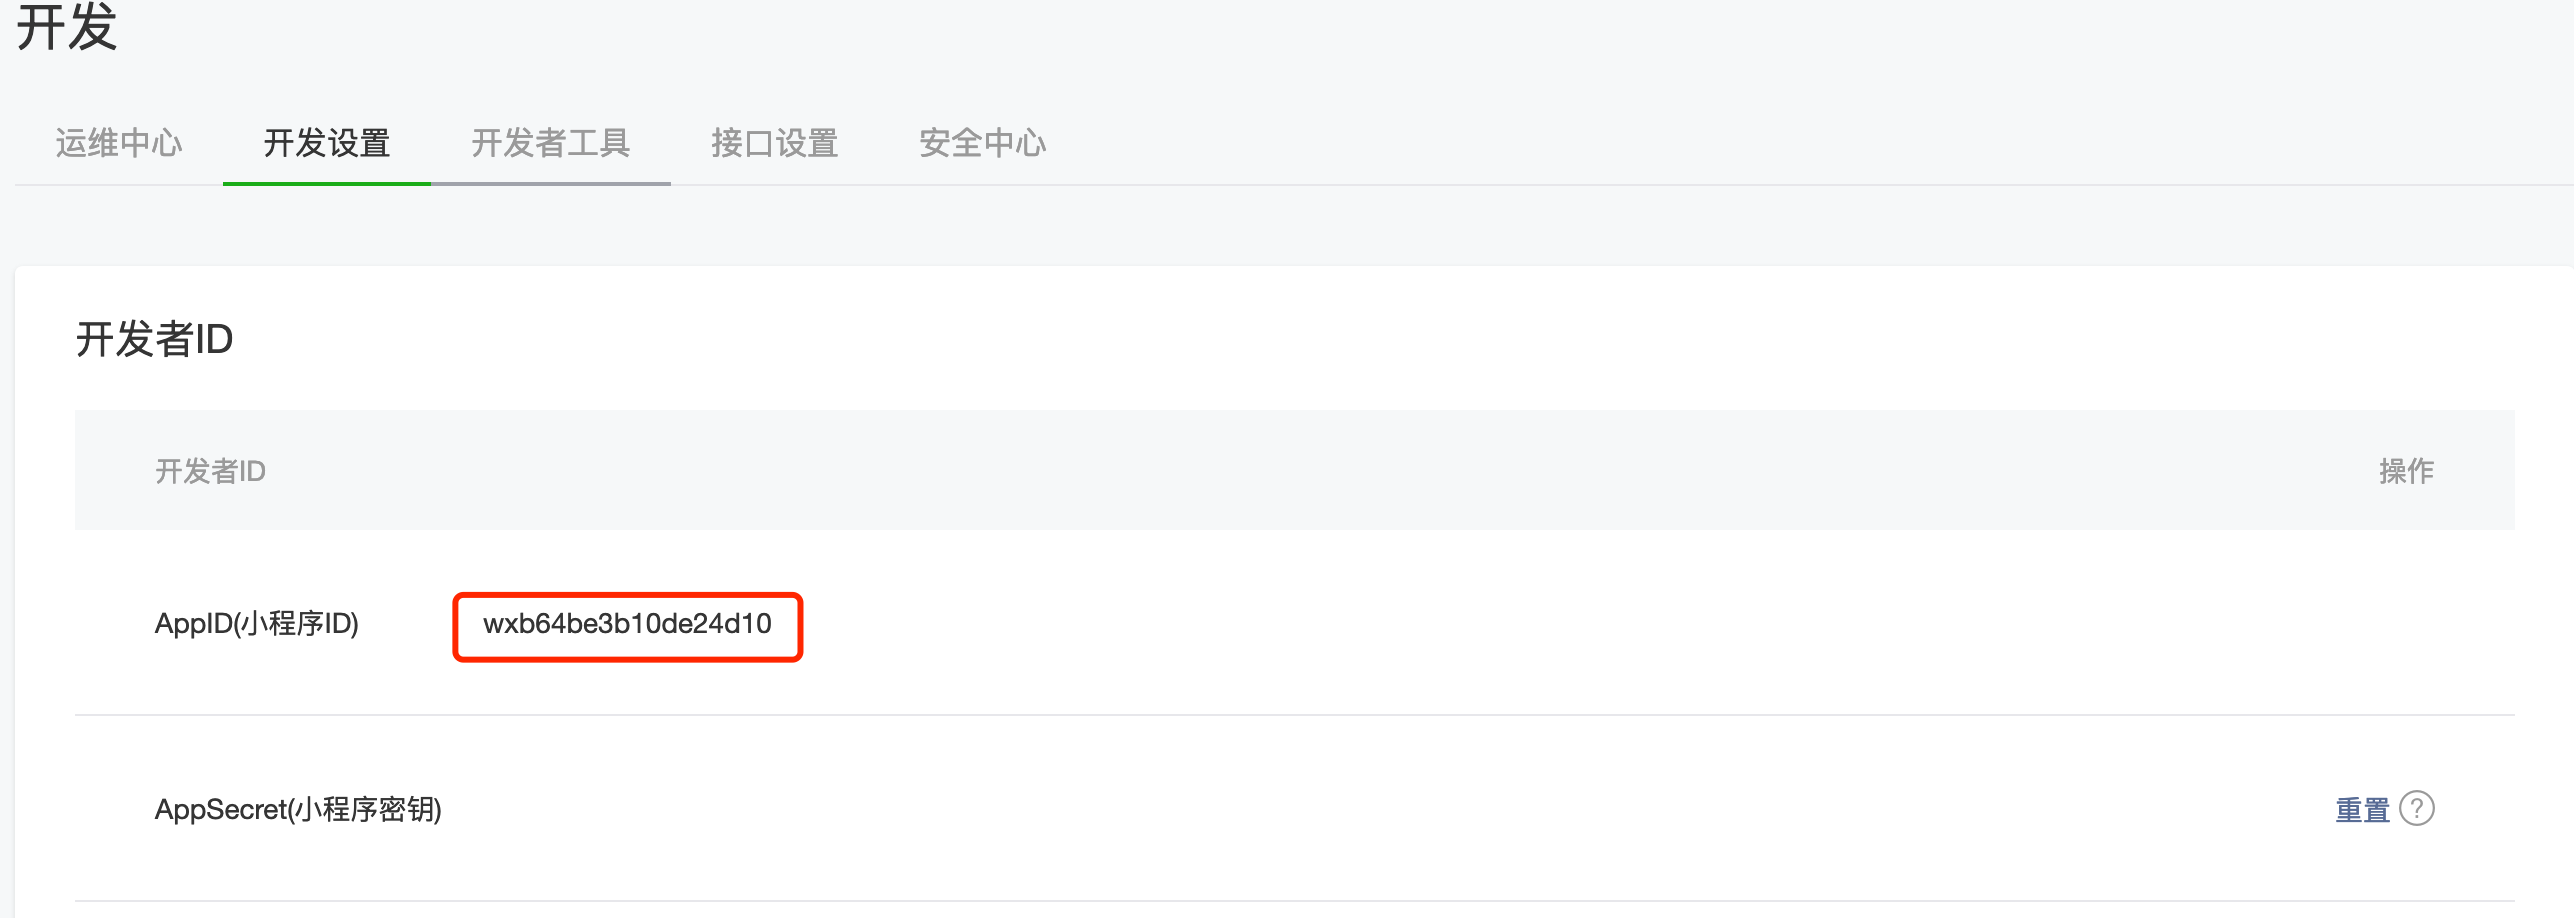 开发
运维中心 开发设置 开发者工具 接口设置 安全中心
开发者ID
开发者ID 操作
AppID(小程序ID) wxb64be3b10de24d10
AppSecret(小程序密钥) 重置 ?